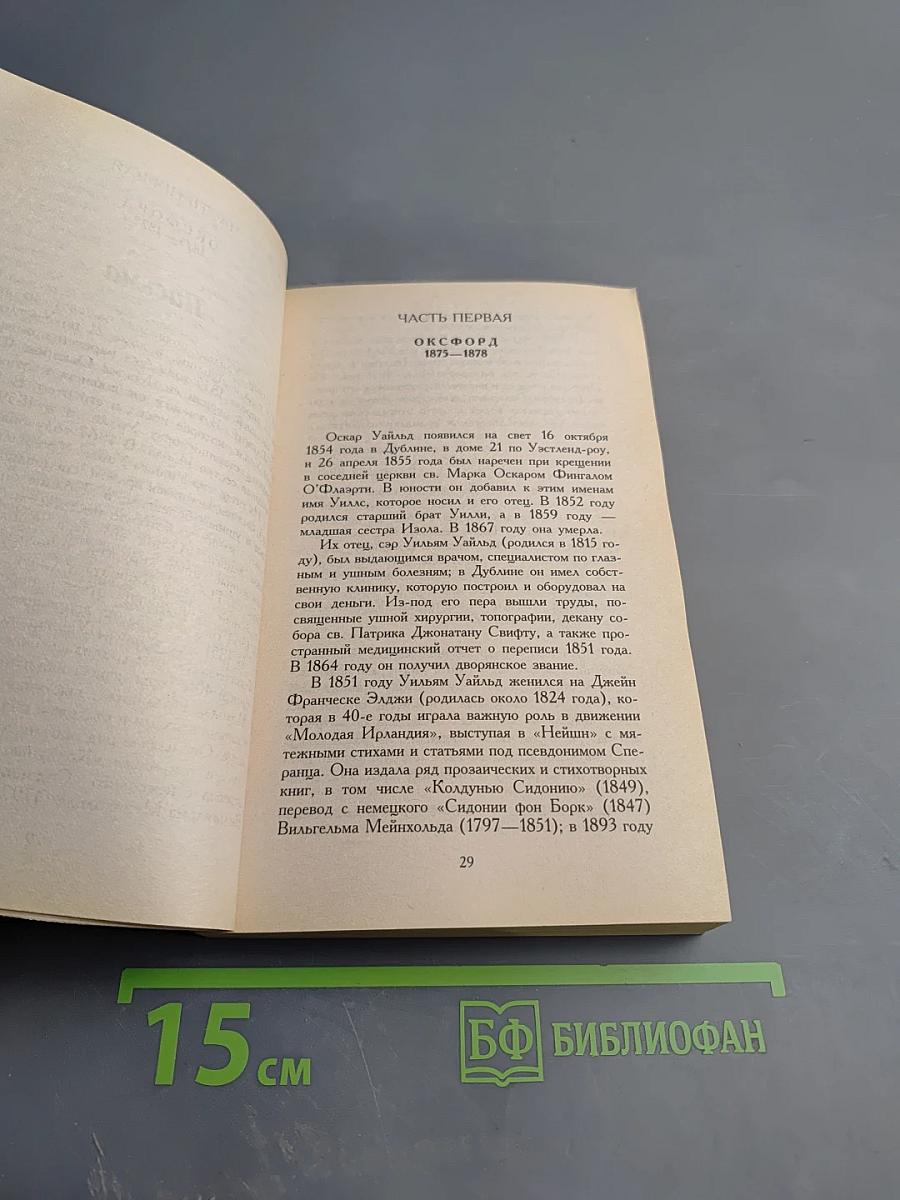 ЧАСТЬ ПЕРВАЯ
ОКСФОРД
1875—1878
Оскар Уайльд появился на свет 16 октября
1854 года в Дублине, в доме 21 по Уэстленд-роу,
и 26 апреля 1855 года был наречен при крещении
в соседней церкви св. Марка Оскаром Фингалом
О'Флаэрти. В юности он добавил к этим именам
имя Уиллс, которое носил и его отец. В 1852 году
родился старший брат Уилли, а в 1859 году —
младшая сестра Изола. В 1867 году она умерла.
Их отец, сэр Уильям Уайльд (родился в 1815 го-
ду), был выдающимся врачом, специалистом по глаз-
ным и ушным болезням; в Дублине он имел собст-
венную клинику, которую построил и оборудовал на
свои деньги. Из-под его пера вышли труды, по-
священные ушной хирургии, топографии, декану со-
бора св. Патрика Джонатану Свифту, а также про-
странный медицинский отчет о переписи 1851 года.
В 1864 году он получил дворянское звание.
В 1851 году Уильям Уайльд женился на Джейн
Франческе Элджи (родилась около 1824 года), ко-
торая в 40-е годы играла важную роль в движении
«Молодая Ирландия», выступая в «Нейшн» с мя-
тежными стихами и статьями под псевдонимом Спе-
ранца. Она издала ряд прозаических и стихотворных
книг, в том числе «Колдунью Сидонию» (1849),
перевод с немецкого «Сидонии фон Борк» (1847)
Вильгельма Мейнхольда (1797—1851); в 1893 году
29
15 см
БФ БИБЛИОФАН